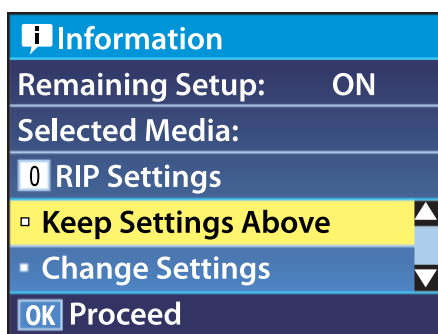 Information
Remaining Setup: ON
Selected Media:
0 RIP Settings
Keep Settings Above
Change Settings
OK Proceed